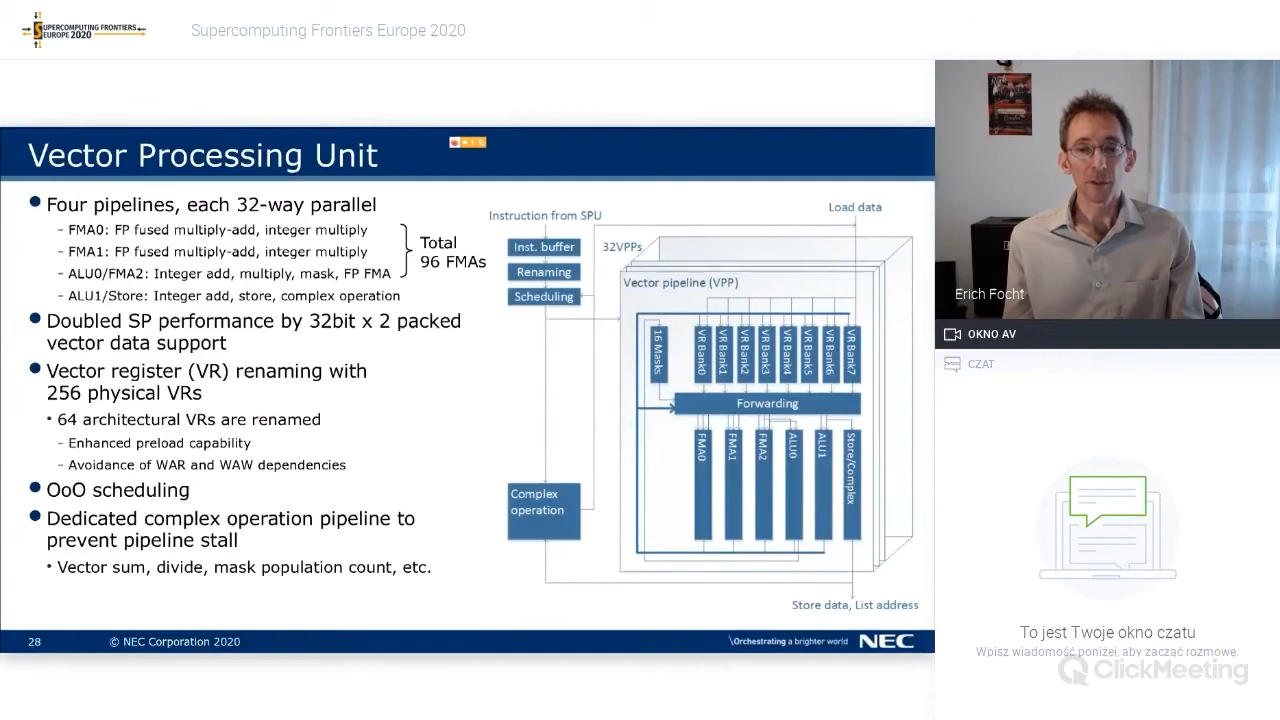 SUPERCOMPUTING FRONTIERS
EUROPE 2020
Supercomputing Frontiers Europe 2020
Vector Processing Unit
● Four pipelines, each 32-way parallel
– FMA0: FP fused multiply-add, integer multiply
– FMA1: FP fused multiply-add, integer multiply
– ALU0/FMA2: Integer add, multiply, mask, FP FMA
– ALU1/Store: Integer add, store, complex operation
Total
96 FMAs
● Doubled SP performance by 32bit x 2 packed
vector data support
● Vector register (VR) renaming with
256 physical VRs
• 64 architectural VRs are renamed
– Enhanced preload capability
– Avoidance of WAR and WAW dependencies
● OoO scheduling
● Dedicated complex operation pipeline to
prevent pipeline stall
• Vector sum, divide, mask population count, etc.
Instruction from SPU
Load data
Inst. buffer
Renaming
Scheduling
32VPPs
Vector pipeline (VPP)
16 Masks
VR Bank0
VR Bank1
VR Bank2
VR Bank3
VR Bank4
VR Bank5
VR Bank6
VR Bank7
Forwarding
FMA0
FMA1
FMA2
ALU0
ALU1
Store/Complex
Complex
operation
Store data, List address
28
© NEC Corporation 2020
\Orchestrating a brighter world
NEC
Erich Focht
OKNO AV
CZAT
To jest Twoje okno czatu
Wpisz wiadomość poniżej, aby zacząć rozmowę.
ClickMeeting